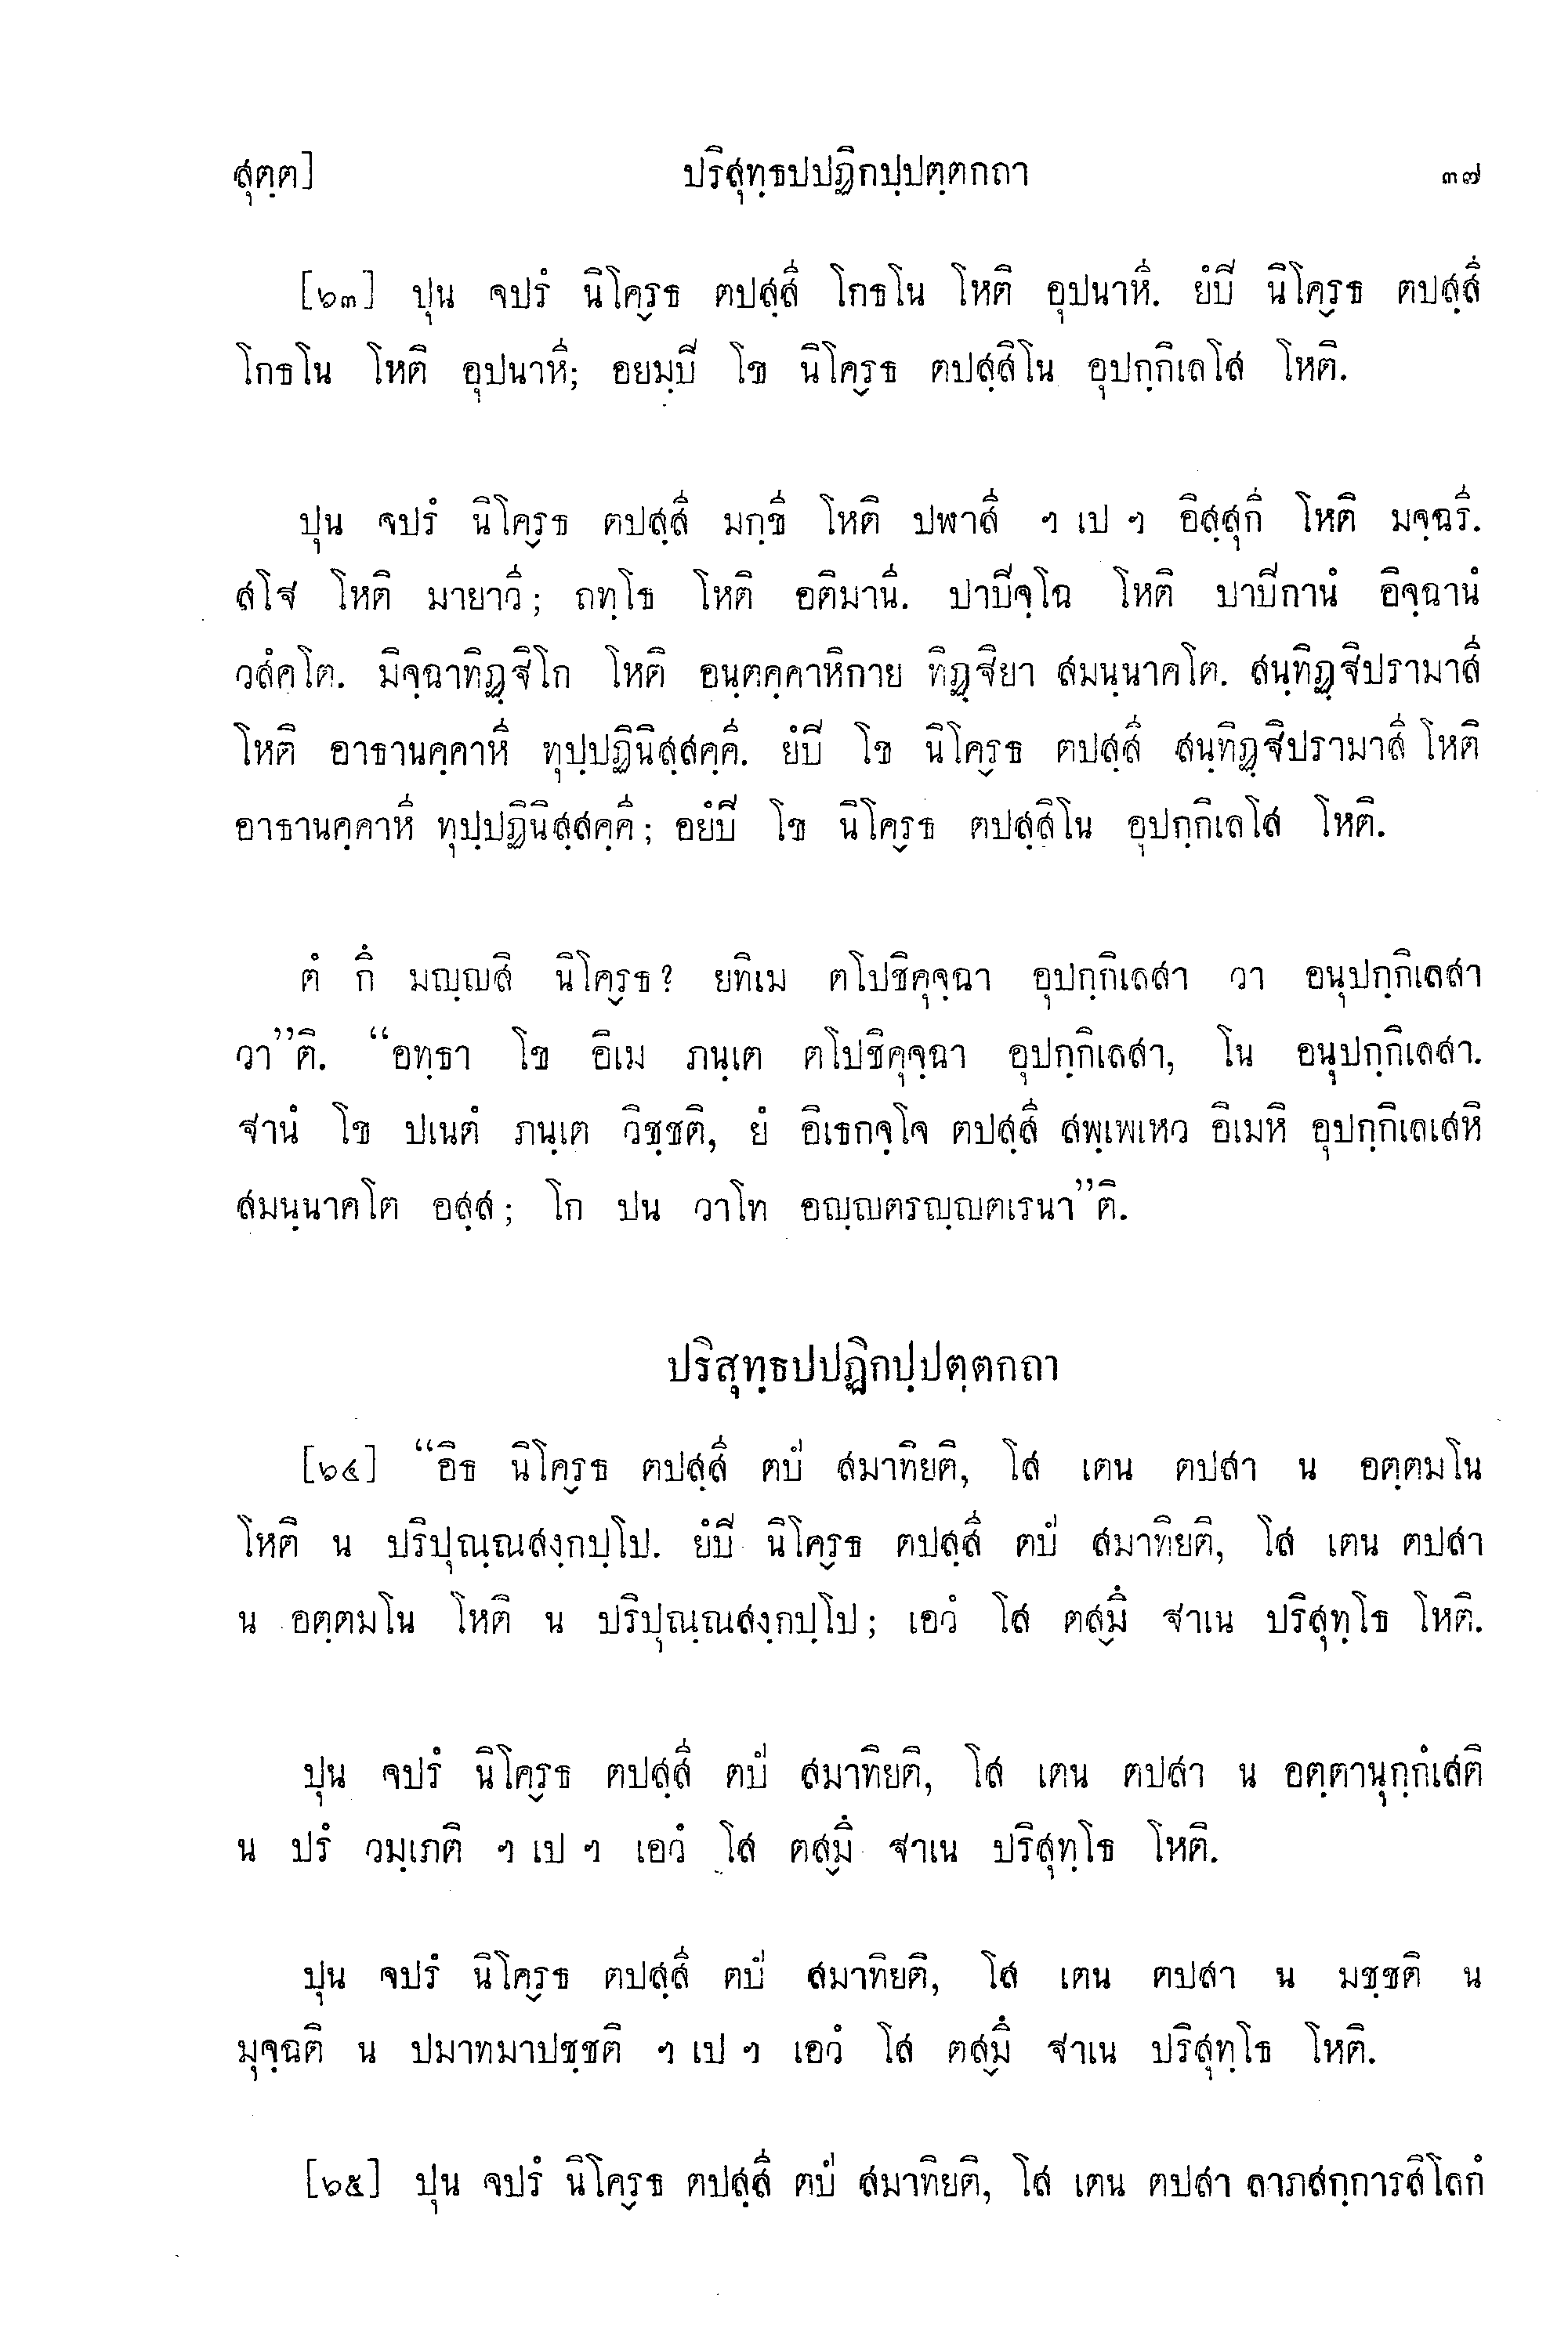 สุตฺต] ปริสุทฺธปปฏิกปฺปตฺตกถา ๓๗
[๖๓] ปุน จปรํ นิโค๎รธ ตปสฺสี โกธโน โหติ อุปนาหี. ยํปิ นิโค๎รธ ตปสฺสี
โกธโน โหติ อุปนาหี; อยมฺปิ โข นิโค๎รธ ตปสฺสิโน อุปกฺกิเลโส โหติ.
ปุน จปรํ นิโค๎รธ ตปสฺสี มกฺขี โหติ ปฬาสี ฯ เป ฯ อิสฺสุกี โหติ มจฺฉรี.
สโฐ โหติ มายาวี; ถทฺโธ โหติ อติมานี. ปาปิจฺโฉ โหติ ปาปิกานํ อิจฺฉานํ
วสํคโต. มิจฺฉาทิฏฺฐิโก โหติ อนฺตคฺคาหิกาย ทิฏฺฐิยา สมนฺนาคโต. สนฺทิฏฺฐิปรามาสี
โหติ อาธานคฺคาหี ทุปฺปฏินิสฺสคฺคี. ยํปิ โข นิโค๎รธ ตปสฺสี สนฺทิฏฺฐิปรามาสี โหติ
อาธานคฺคาหี ทุปฺปฏินิสฺสคฺคี; อยํปิ โข นิโค๎รธ ตปสฺสิโน อุปกฺกิเลโส โหติ.
ตํ กึ มญฺญสิ นิโค๎รธ? ยทิเม ตโปชิคุจฺฉา อุปกฺกิเลสา วา อนุปกฺกิเลสา
วา”ติ. “อทฺธา โข อิเม ภนฺเต ตโปชิคุจฺฉา อุปกฺกิเลสา, โน อนุปกฺกิเลสา.
ฐานํ โข ปเนตํ ภนฺเต วิชฺชติ, ยํ อิเธกจฺโจ ตปสฺสี สพฺเพเหว อิเมหิ อุปกฺกิเลเสหิ
สมนฺนาคโต อสฺส; โก ปน วาโท อญฺญตรญฺญตเรนา”ติ.
ปริสุทฺธปปฏิกปฺปตฺตกถา
[๖๔] “อิธ นิโค๎รธ ตปสฺสี ตปํ สมาทิยติ, โส เตน ตปสา น อตฺตมโน
โหติ น ปริปุณฺณสงฺกปฺโป. ยํปิ นิโค๎รธ ตปสฺสี ตปํ สมาทิยติ, โส เตน ตปสา
น อตฺตมโน โหติ น ปริปุณฺณสงฺกปฺโป; เอวํ โส ตส๎มึ ฐาเน ปริสุทฺโธ โหติ.
ปุน จปรํ นิโค๎รธ ตปสฺสี ตปํ สมาทิยติ, โส เตน ตปสา น อตฺตานุกฺกํเสติ
น ปรํ วมฺเภติ ฯ เป ฯ เอวํ โส ตส๎มึ ฐาเน ปริสุทฺโธ โหติ.
ปุน จปรํ นิโค๎รธ ตปสฺสี ตปํ สมาทิยติ, โส เตน ตปสา น มชฺชติ น
มุจฺฉติ น ปมาทมาปชฺชติ ฯ เป ฯ เอวํ โส ตส๎มึ ฐาเน ปริสุทฺโธ โหติ.
[๖๕] ปุน จปรํ นิโค๎รธ ตปสฺสี ตปํ สมาทิยติ, โส เตน ตปสา ลาภสกฺการสิโลกํ